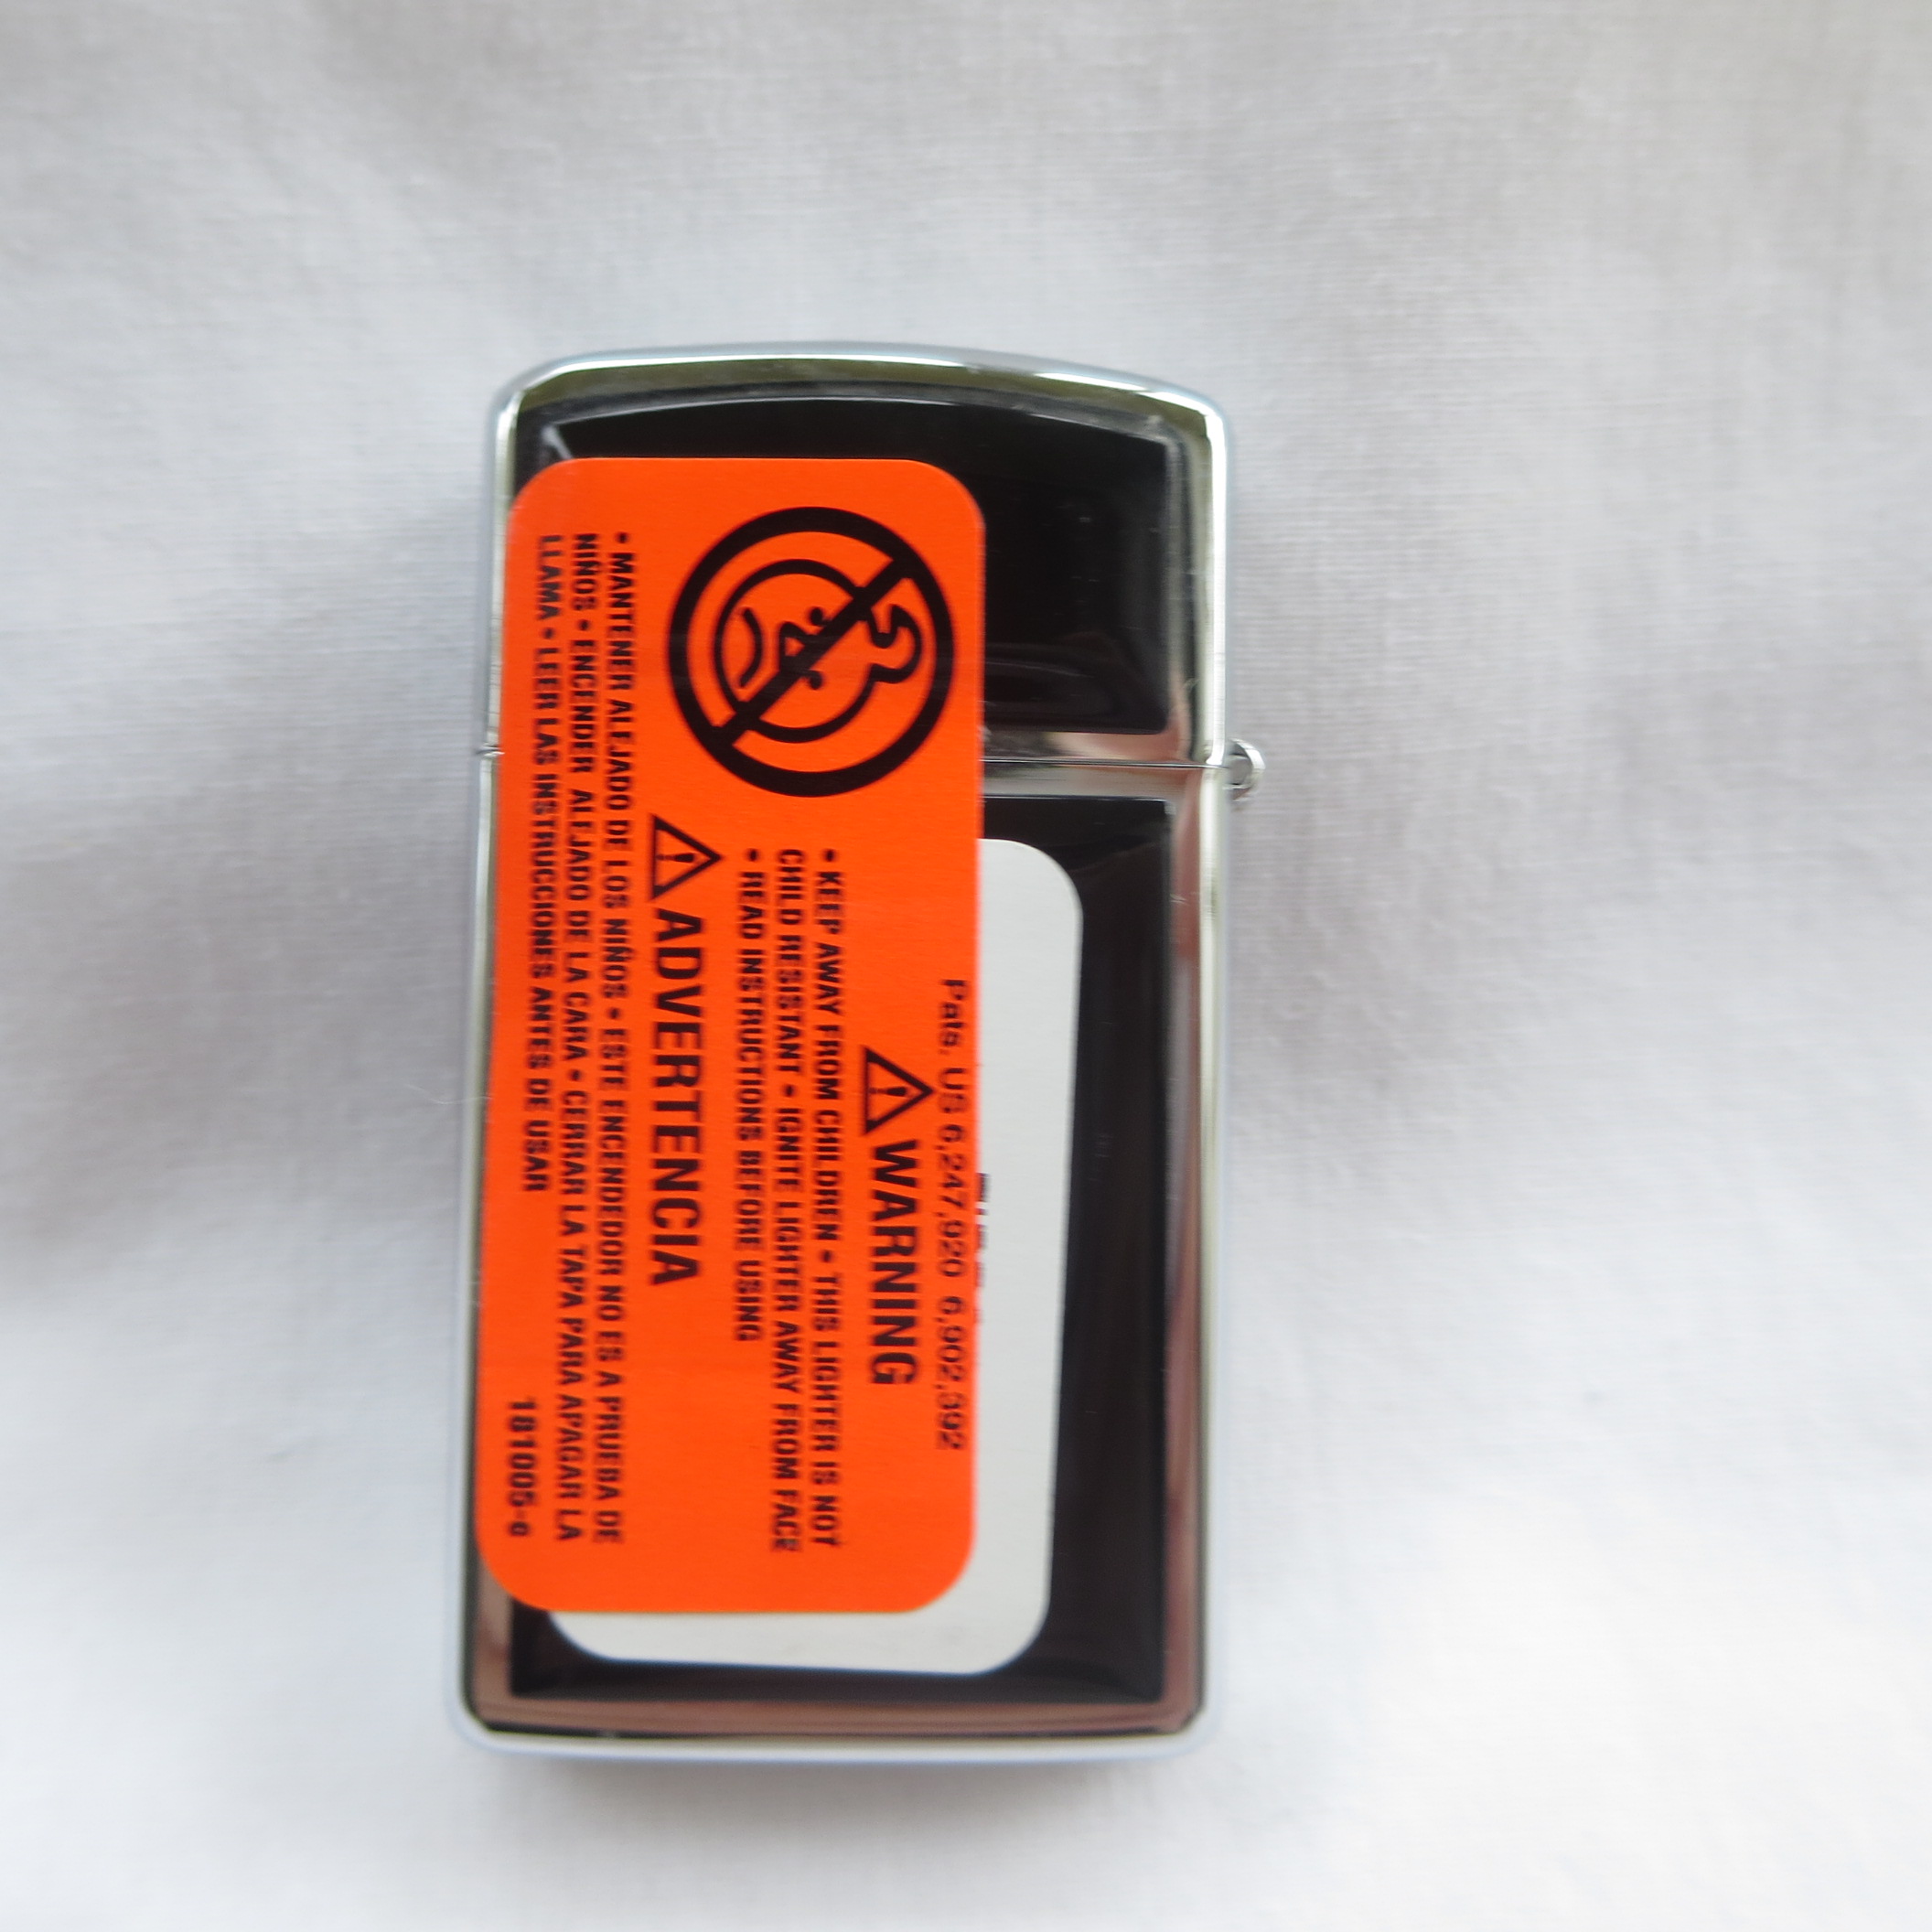 Pats. US 6,247,920 6,902,392
WARNING
• KEEP AWAY FROM CHILDREN • THIS LIGHTER IS NOT
CHILD RESISTANT • IGNITE LIGHTER AWAY FROM FACE
• READ INSTRUCTIONS BEFORE USING
ADVERTENCIA
• MANTENER ALEJADO DE LOS NIÑOS • ESTE ENCENDEDOR NO ES A PRUEBA DE
NIÑOS • ENCENDER ALEJADO DE LA CARA • CERRAR LA TAPA PARA APAGAR LA
LLAMA • LEER LAS INSTRUCCIONES ANTES DE USAR
181005-e